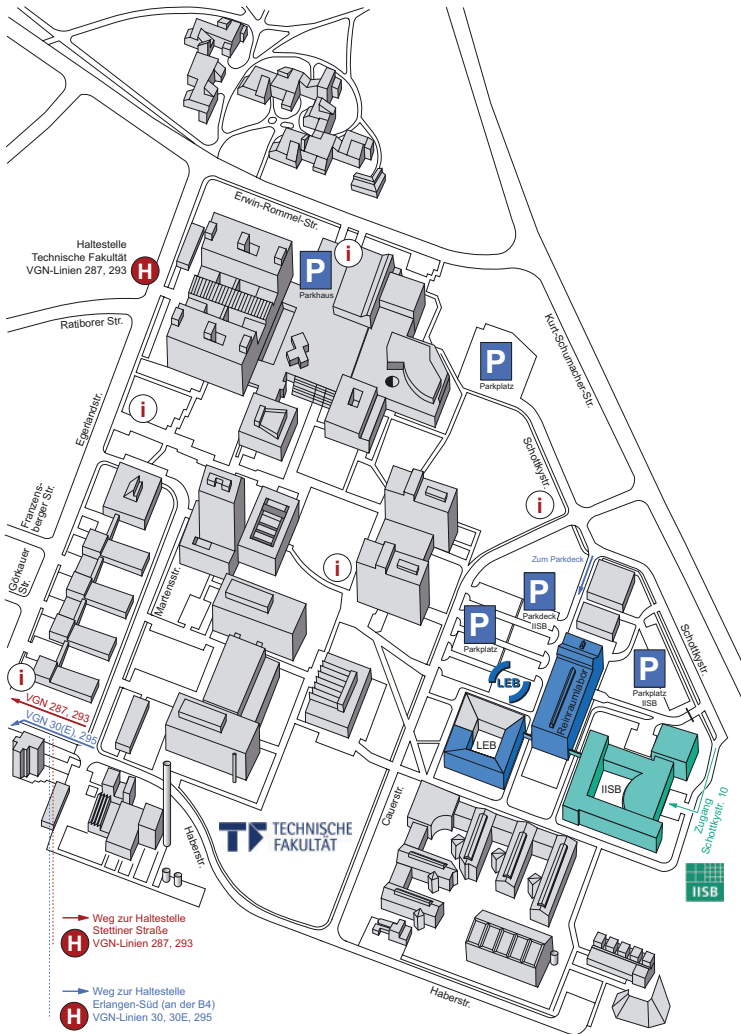 Erwin-Rommel-Str.
Haltestelle
Technische Fakultät
VGN-Linien 287, 293
H
i
P
Parkhaus
Ratiborer Str.
Kurt-Schumacher-Str.
P
Parkplatz
i
Egerlandstr.
Schottkystr.
i
Franzens-
berger Str.
Görkauer
Str.
Martensstr.
i
Zum Parkdeck
P
Parkdeck
IISB
P
Parkplatz
Schottkystr.
P
Parkplatz
IISB
i
LEB
Reinraumlabor
VGN 287, 293
VGN 30(E), 295
LEB
IISB
Zugang
Schottkystr. 10
Cauerstr.
TF TECHNISCHE
FAKULTÄT
Haberstr.
IISB
Weg zur Haltestelle
Stettiner Straße
H VGN-Linien 287, 293
Weg zur Haltestelle
Erlangen-Süd (an der B4)
H VGN-Linien 30, 30E, 295
Haberstr.